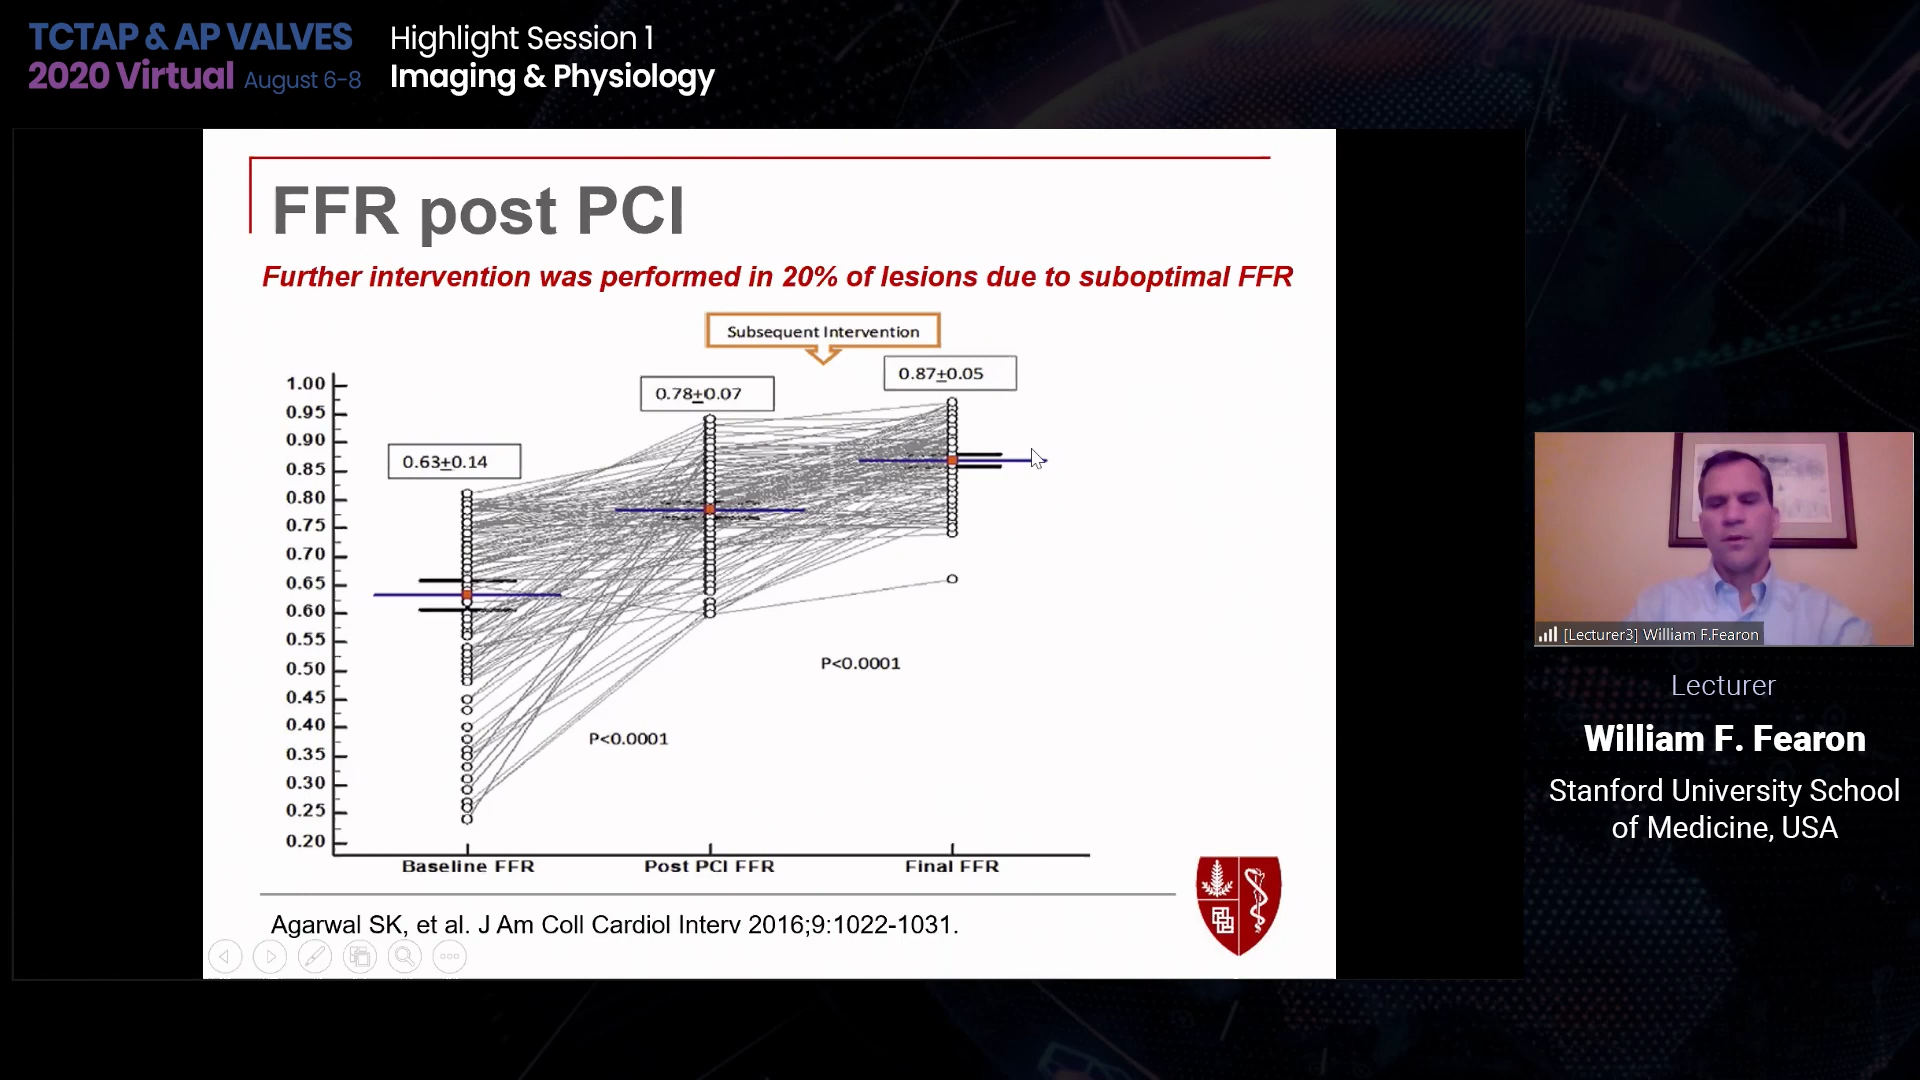 TCTAP & AP VALVES
2020 Virtual August 6-8
Highlight Session 1
Imaging & Physiology
FFR post PCI
Further intervention was performed in 20% of lesions due to suboptimal FFR
Subsequent Intervention
0.63±0.14
0.78±0.07
0.87±0.05
1.00
0.95
0.90
0.85
0.80
0.75
0.70
0.65
0.60
0.55
0.50
0.45
0.40
0.35
0.30
0.25
0.20
P<0.0001
P<0.0001
Baseline FFR
Post PCI FFR
Final FFR
Agarwal SK, et al. J Am Coll Cardiol Interv 2016;9:1022-1031.
[Lecturer3] William F.Fearon
Lecturer
William F. Fearon
Stanford University School
of Medicine, USA